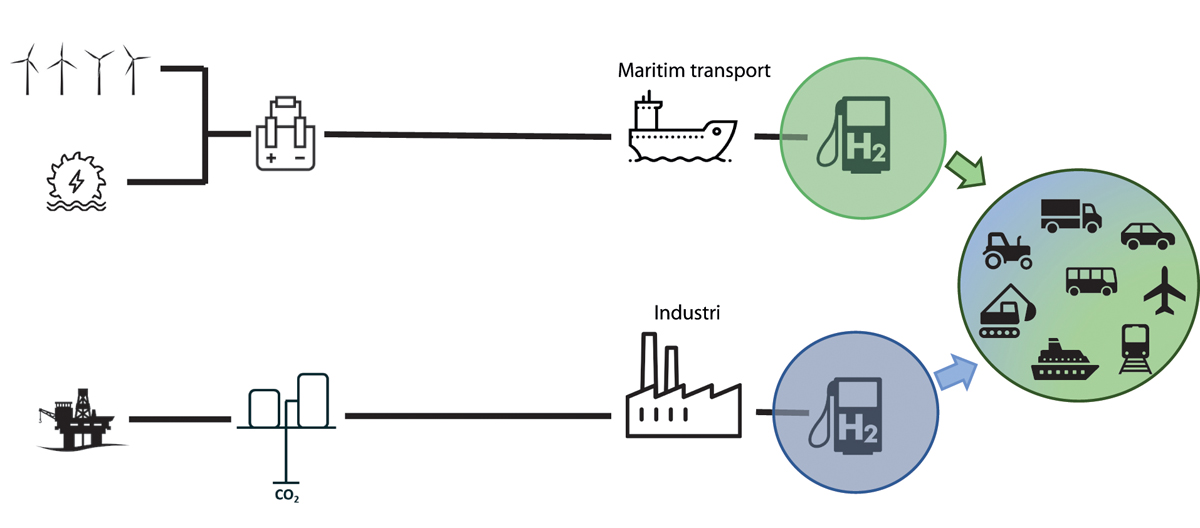 Maritim transport
H2
+ −
Industri
H2
CO₂